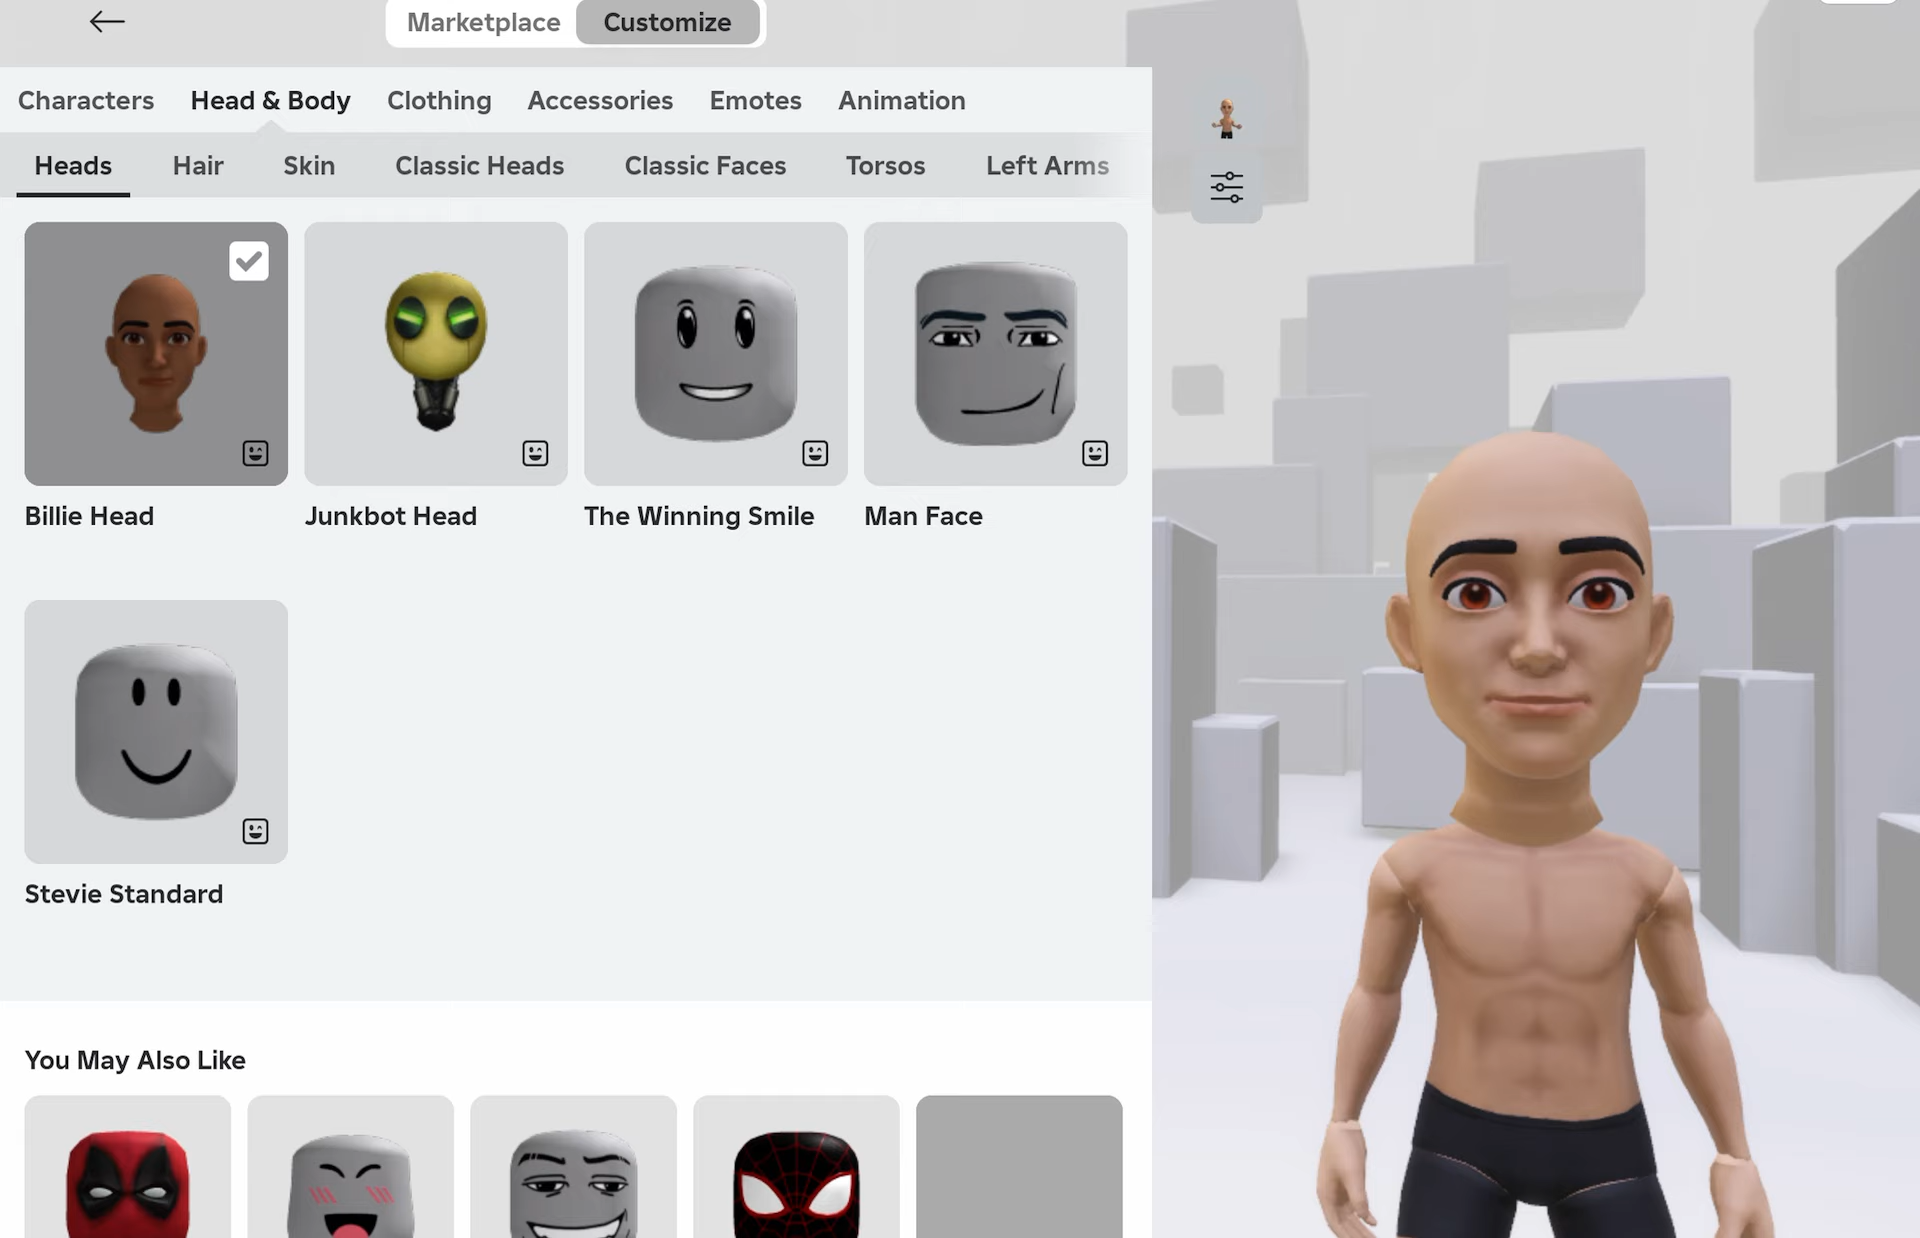 Marketplace Customize
Characters Head & Body Clothing Accessories Emotes Animation
Heads Hair Skin Classic Heads Classic Faces Torsos Left Arms
Billie Head Junkbot Head The Winning Smile Man Face
Stevie Standard
You May Also Like